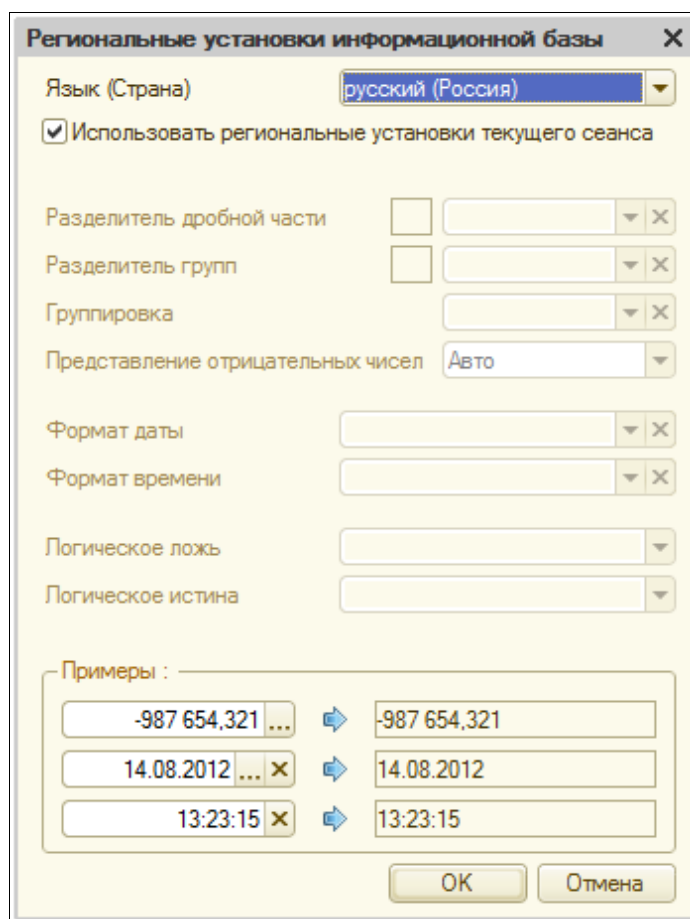 Региональные установки информационной базы
Язык (Страна) русский (Россия)
Использовать региональные установки текущего сеанса
Разделитель дробной части
Разделитель групп
Группировка
Представление отрицательных чисел Авто
Формат даты
Формат времени
Логическое ложь
Логическое истина
Примеры :
-987 654,321 ... -987 654,321
14.08.2012 ... 14.08.2012
13:23:15 13:23:15
OK Отмена